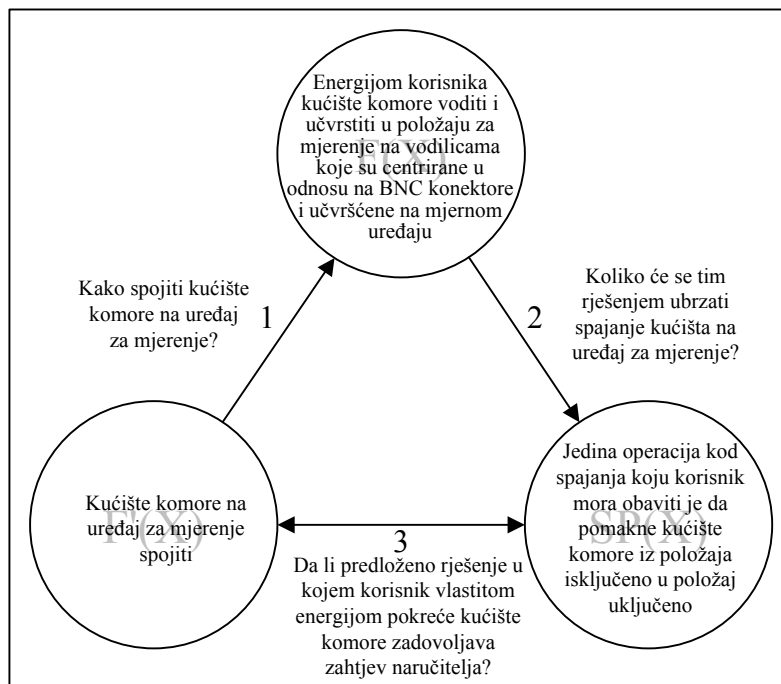 Energijom korisnika
kućište komore voditi i
učvrstiti u položaju za
mjerenje na vodilicama
koje su centrirane u
odnosu na BNC konektore
i učvršćene na mjernom
uređaju
F(X)
Kako spojiti kućište
komore na uređaj
za mjerenje?
1
2
Koliko će se tim
rješenjem ubrzati
spajanje kućišta na
uređaj za mjerenje?
Kućište komore na
uređaj za mjerenje
spojiti
F'(X)
3
Da li predloženo rješenje u
kojem korisnik vlastitom
energijom pokreće kućište
komore zadovoljava
zahtjev naručitelja?
Jedina operacija kod
spajanja koju korisnik
mora obaviti je da
pomakne kućište
komore iz položaja
isključeno u položaj
uključeno
SP(X)